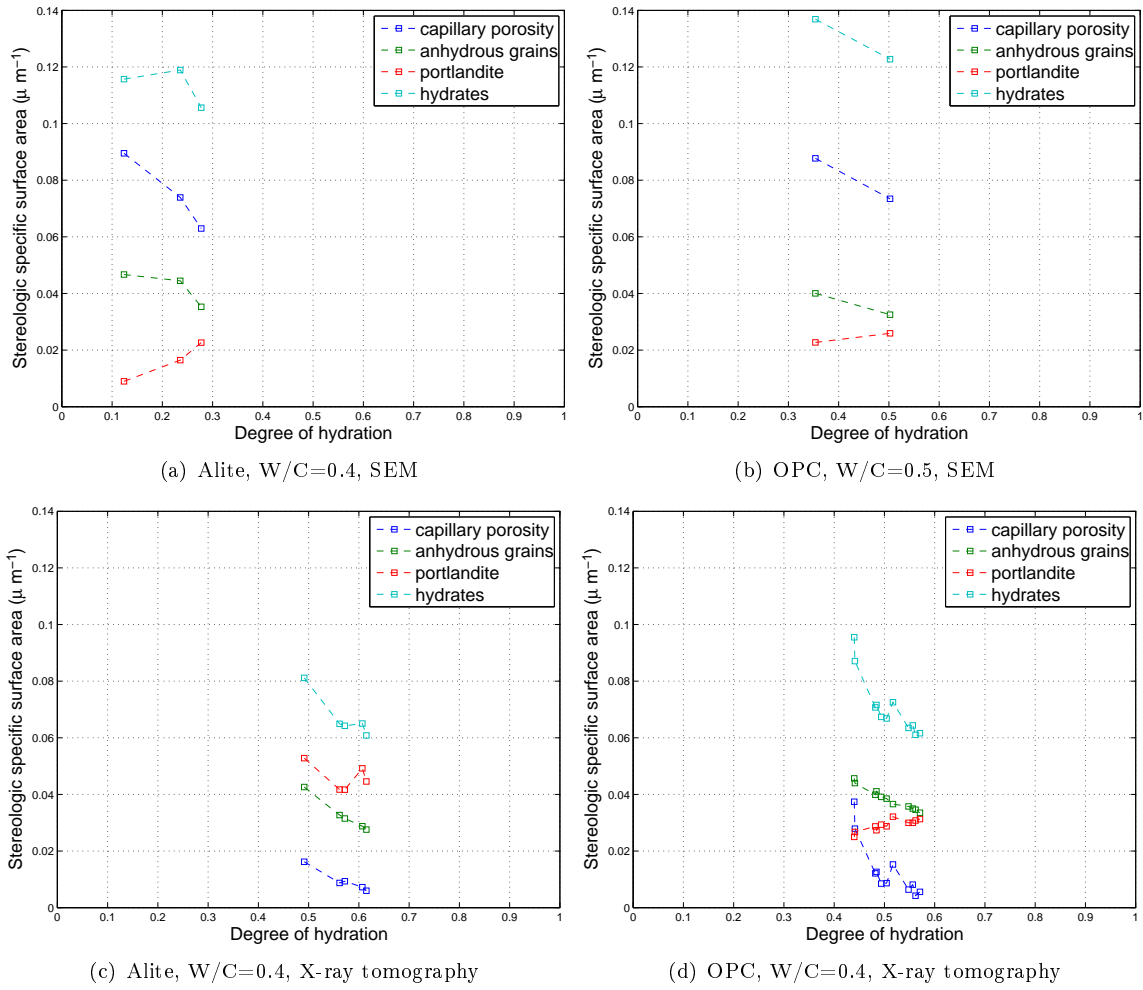 0.14
0.12
0.1
0.08
0.06
0.04
0.02
0
0 0.1 0.2 0.3 0.4 0.5 0.6 0.7 0.8 0.9 1
Stereologic specific surface area (μ m⁻¹)
Degree of hydration
capillary porosity
anhydrous grains
portlandite
hydrates
(a) Alite, W/C=0.4, SEM
0.14
0.12
0.1
0.08
0.06
0.04
0.02
0
0 0.1 0.2 0.3 0.4 0.5 0.6 0.7 0.8 0.9 1
Stereologic specific surface area (μ m⁻¹)
Degree of hydration
capillary porosity
anhydrous grains
portlandite
hydrates
(b) OPC, W/C=0.5, SEM
0.14
0.12
0.1
0.08
0.06
0.04
0.02
0
0 0.1 0.2 0.3 0.4 0.5 0.6 0.7 0.8 0.9 1
Stereologic specific surface area (μ m⁻¹)
Degree of hydration
capillary porosity
anhydrous grains
portlandite
hydrates
(c) Alite, W/C=0.4, X-ray tomography
0.14
0.12
0.1
0.08
0.06
0.04
0.02
0
0 0.1 0.2 0.3 0.4 0.5 0.6 0.7 0.8 0.9 1
Stereologic specific surface area (μ m⁻¹)
Degree of hydration
capillary porosity
anhydrous grains
portlandite
hydrates
(d) OPC, W/C=0.4, X-ray tomography